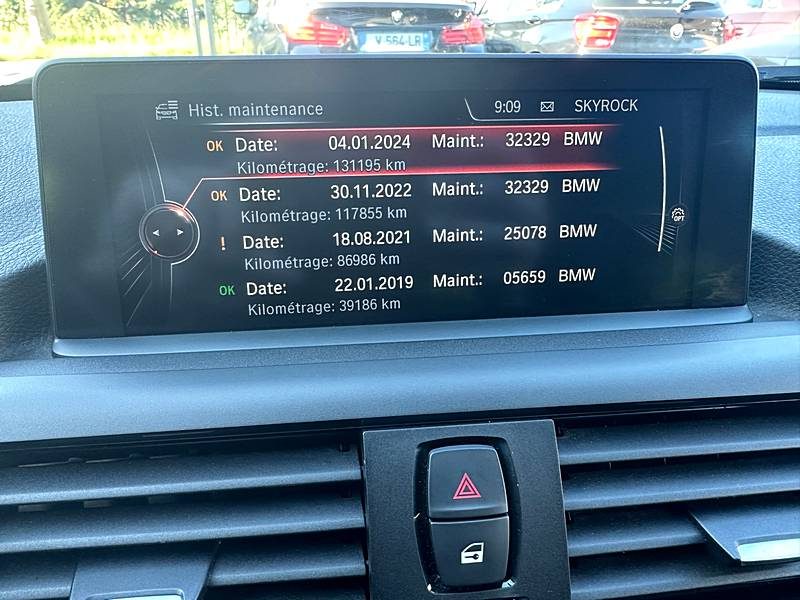 V 564 LR
Hist. maintenance 9:09 SKYROCK
OK Date: 04.01.2024 Maint.: 32329 BMW
Kilométrage: 131195 km
OK Date: 30.11.2022 Maint.: 32329 BMW
Kilométrage: 117855 km
! Date: 18.08.2021 Maint.: 25078 BMW
Kilométrage: 86986 km
OK Date: 22.01.2019 Maint.: 05659 BMW
Kilométrage: 39186 km
OPT